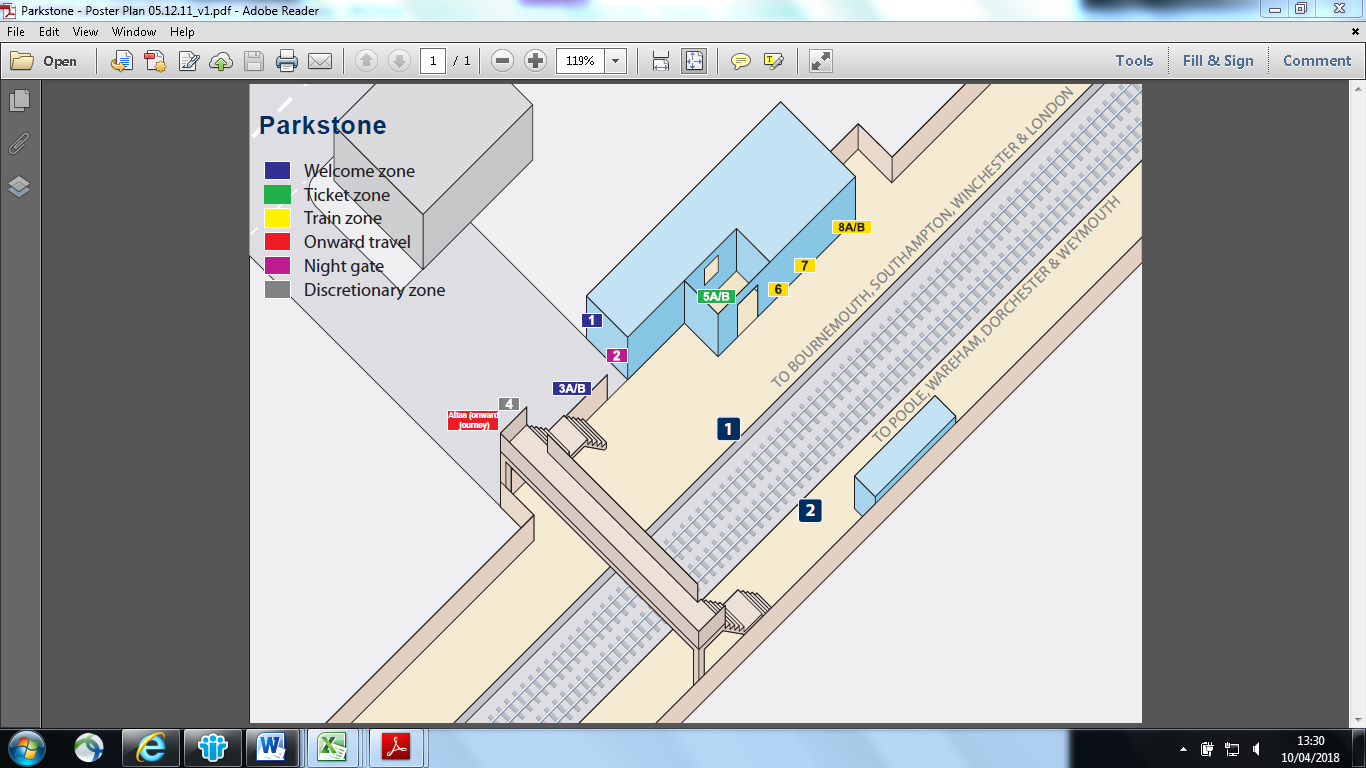 Parkstone - Poster Plan 05.12.11_v1.pdf - Adobe Reader
File Edit View Window Help
Open 1 / 1 119% Tools Fill & Sign Comment
Parkstone
Welcome zone
Ticket zone
Train zone
Onward travel
Night gate
Discretionary zone
8A/B
7
6
5A/B
1
2
3A/B
4
Atlas (onward
journey)
1
2
TO BOURNEMOUTH, SOUTHAMPTON, WINCHESTER & LONDON
TO POOLE, WAREHAM, DORCHESTER & WEYMOUTH
13:30
10/04/2018